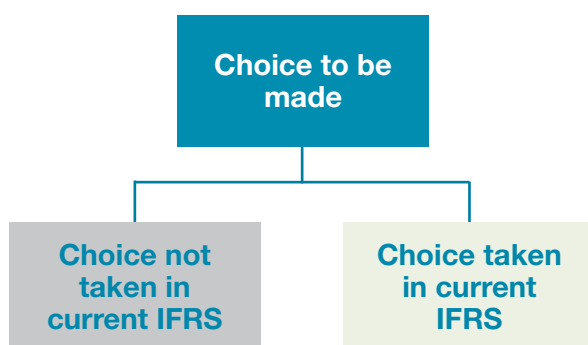 Choice to be
made
Choice not
taken in
current IFRS
Choice taken
in current
IFRS